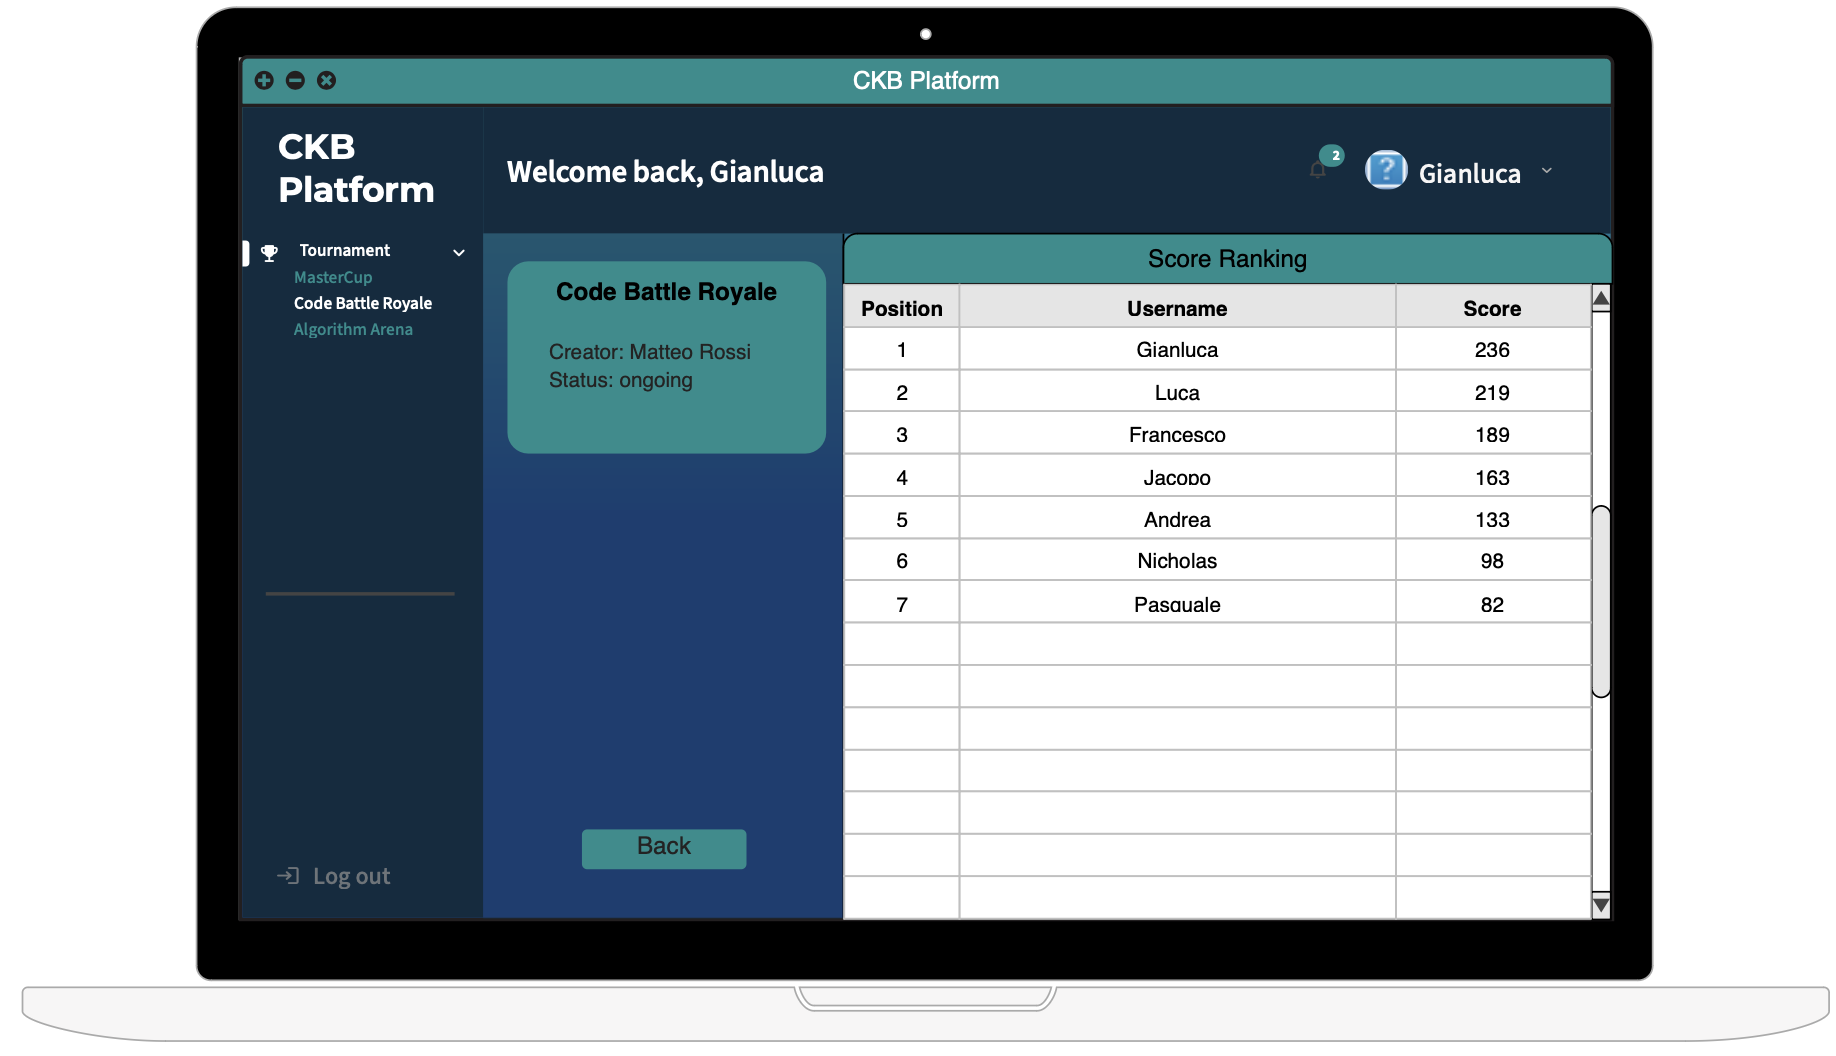 CKB Platform
CKB
Platform
Welcome back, Gianluca
2
?
Gianluca
Tournament
MasterCup
Code Battle Royale
Algorithm Arena
Log out
Code Battle Royale
Creator: Matteo Rossi
Status: ongoing
Back
Score Ranking
Position Username Score
1 Gianluca 236
2 Luca 219
3 Francesco 189
4 Jacopo 163
5 Andrea 133
6 Nicholas 98
7 Pasquale 82